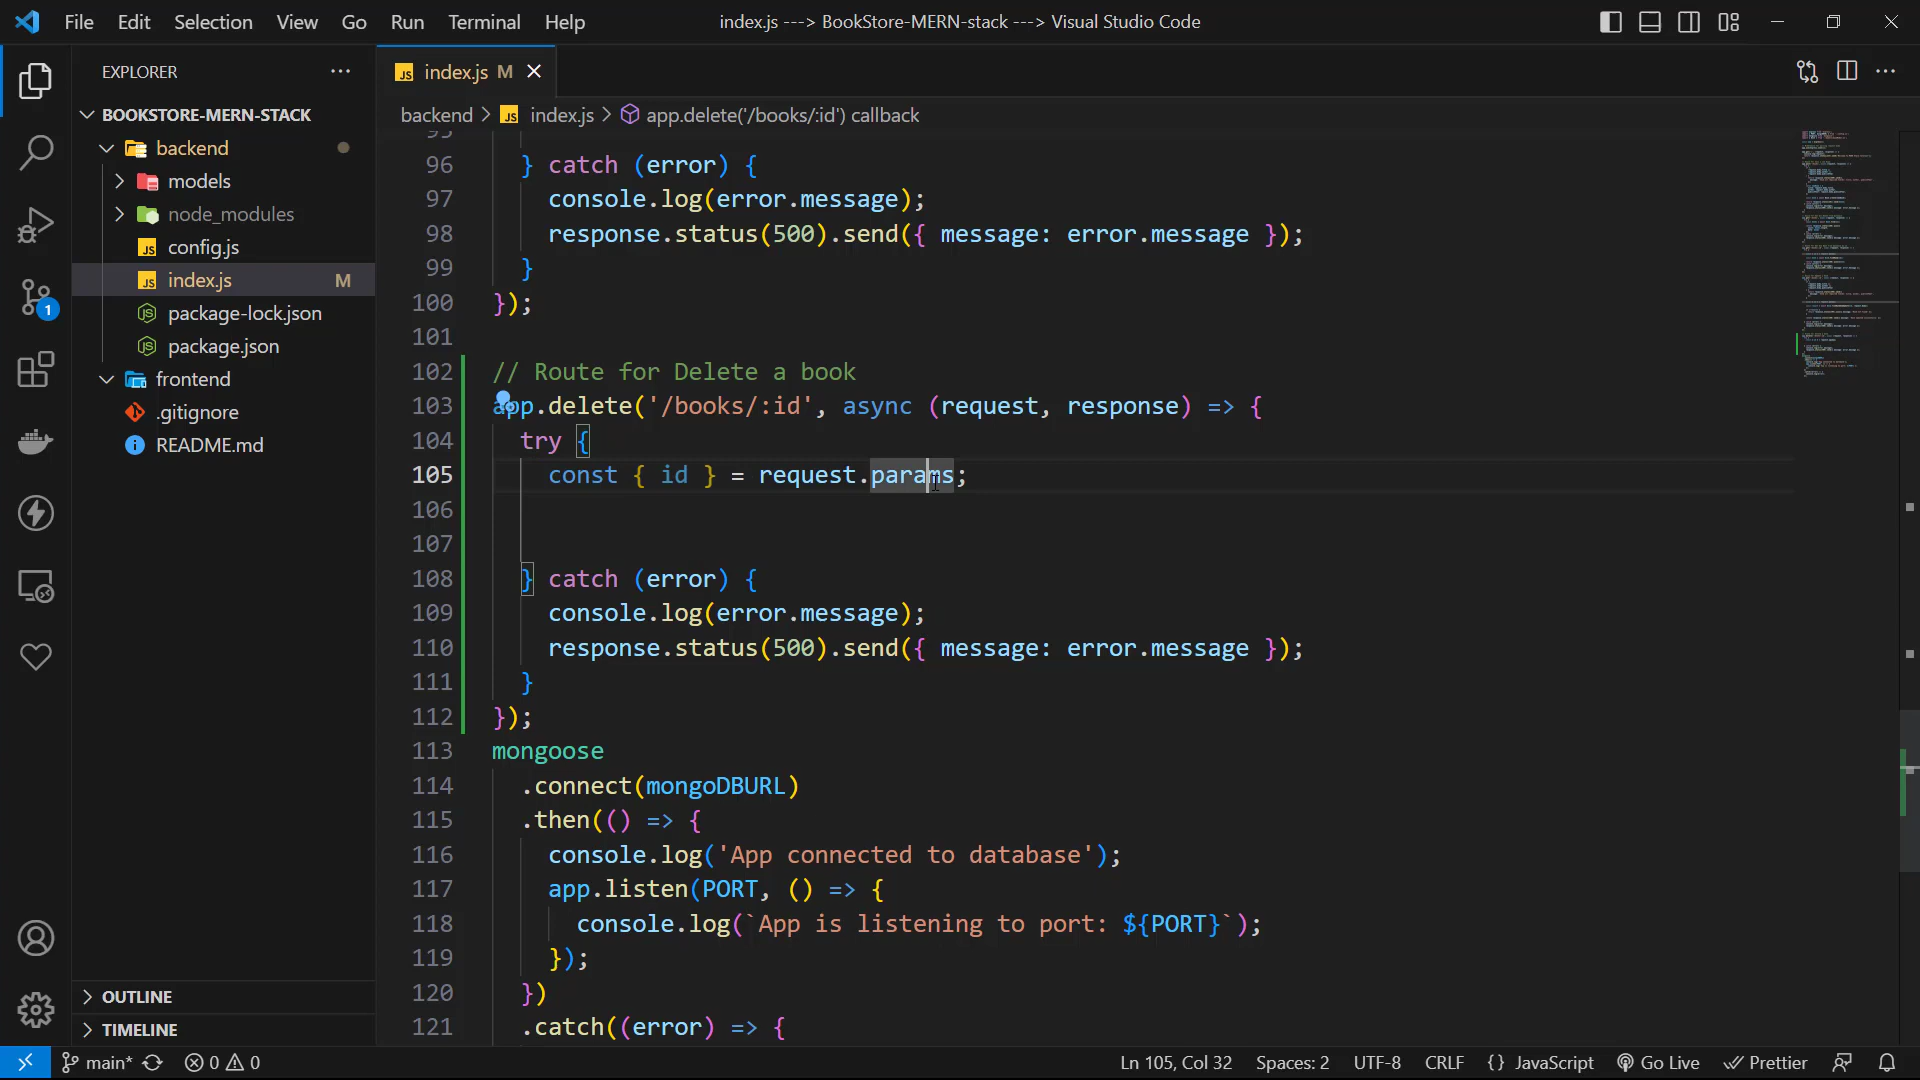 File Edit Selection View Go Run Terminal Help
index.js ---> BookStore-MERN-stack ---> Visual Studio Code
EXPLORER
BOOKSTORE-MERN-STACK
backend
models
node_modules
config.js
index.js M
package-lock.json
package.json
frontend
.gitignore
README.md
OUTLINE
TIMELINE
1
index.js M
backend > index.js > app.delete('/books/:id') callback
95
96 } catch (error) {
97 console.log(error.message);
98 response.status(500).send({ message: error.message });
99 }
100 });
101
102 // Route for Delete a book
103 app.delete('/books/:id', async (request, response) => {
104 try {
105 const { id } = request.params;
106
107
108 } catch (error) {
109 console.log(error.message);
110 response.status(500).send({ message: error.message });
111 }
112 });
113 mongoose
114 .connect(mongoDBURL)
115 .then(() => {
116 console.log('App connected to database');
117 app.listen(PORT, () => {
118 console.log(`App is listening to port: ${PORT}`);
119 });
120 })
121 .catch((error) => {
main* 0 0
Ln 105, Col 32 Spaces: 2 UTF-8 CRLF {} JavaScript Go Live Prettier